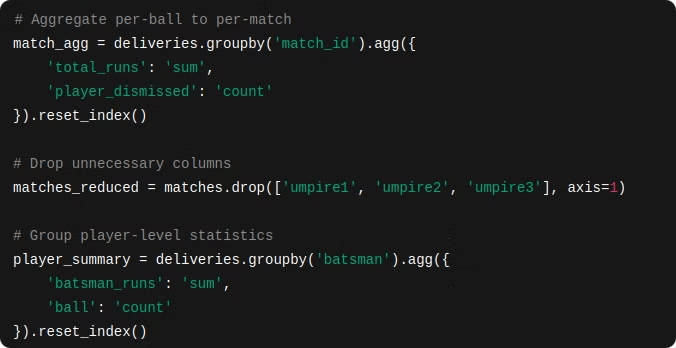 # Aggregate per-ball to per-match
match_agg = deliveries.groupby('match_id').agg({
    'total_runs': 'sum',
    'player_dismissed': 'count'
}).reset_index()

# Drop unnecessary columns
matches_reduced = matches.drop(['umpire1', 'umpire2', 'umpire3'], axis=1)

# Group player-level statistics
player_summary = deliveries.groupby('batsman').agg({
    'batsman_runs': 'sum',
    'ball': 'count'
}).reset_index()